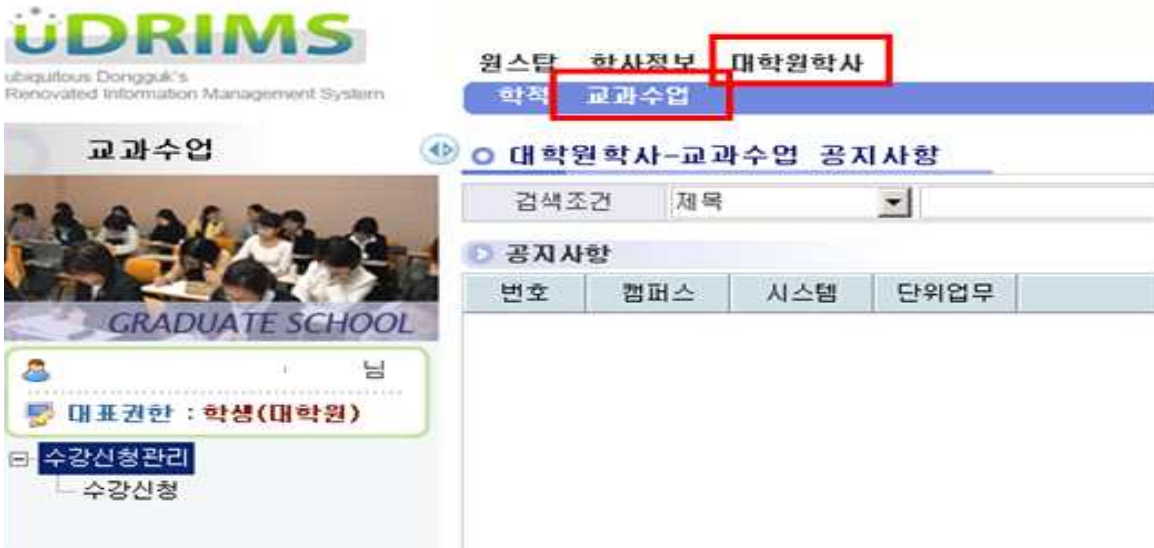 uDRIMS
ubiquitous Dongguk's
Renovated Information Management System
원스탑 학사정보 대학원학사
학적 교과수업
교과수업
대학원학사-교과수업 공지사항
검색조건 제목
공지사항
번호 캠퍼스 시스템 단위업무
GRADUATE SCHOOL
님
대표권한 : 학생(대학원)
수강신청관리
수강신청